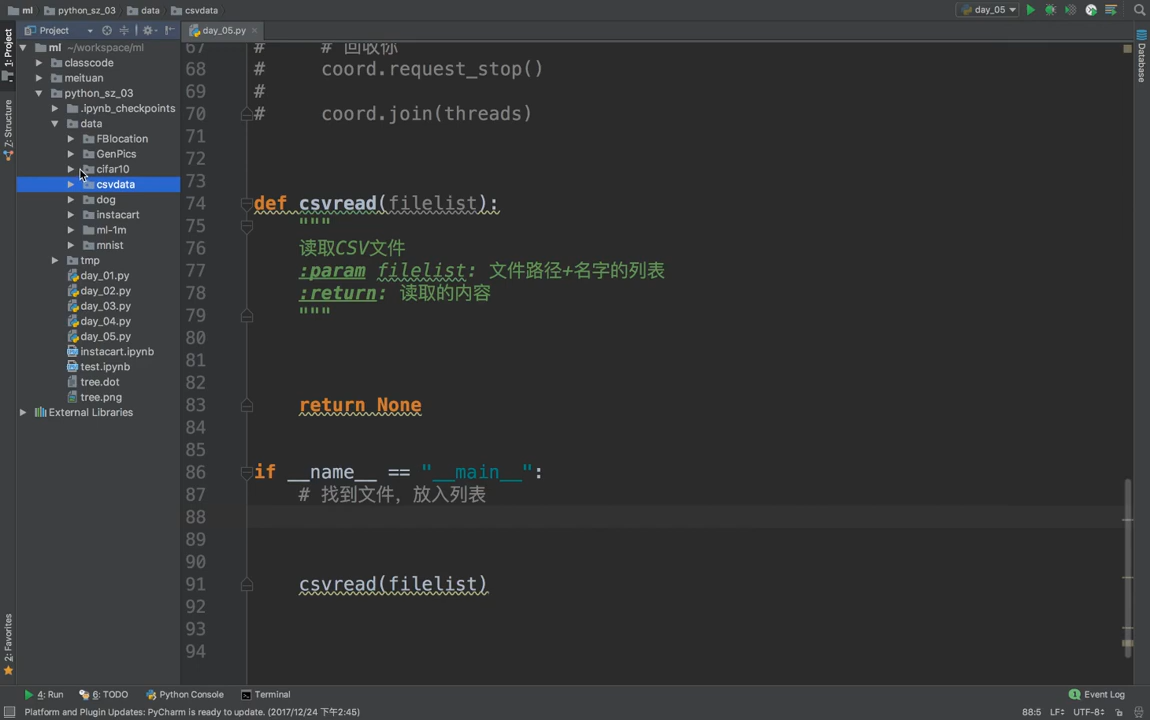 ml python_sz_03 data csvdata day_05
Project day_05.py
1: Project
Z: Structure
2: Favorites
Database
ml ~/workspace/ml
classcode
meituan
python_sz_03
.ipynb_checkpoints
data
FBlocation
GenPics
cifar10
csvdata
dog
instacart
ml-1m
mnist
tmp
day_01.py
day_02.py
day_03.py
day_04.py
day_05.py
instacart.ipynb
test.ipynb
tree.dot
tree.png
External Libraries
67 #     # 回收你
68 #     coord.request_stop()
69 #
70 #     coord.join(threads)
71
72
73
74 def csvread(filelist):
75     """
76     读取CSV文件
77     :param filelist: 文件路径+名字的列表
78     :return: 读取的内容
79     """
80
81
82
83     return None
84
85
86 if __name__ == "__main__":
87     # 找到文件，放入列表
88
89
90
91     csvread(filelist)
92
93
94
4: Run 6: TODO Python Console Terminal 1 Event Log
Platform and Plugin Updates: PyCharm is ready to update. (2017/12/24 下午2:45) 88:5 LF÷ UTF-8÷